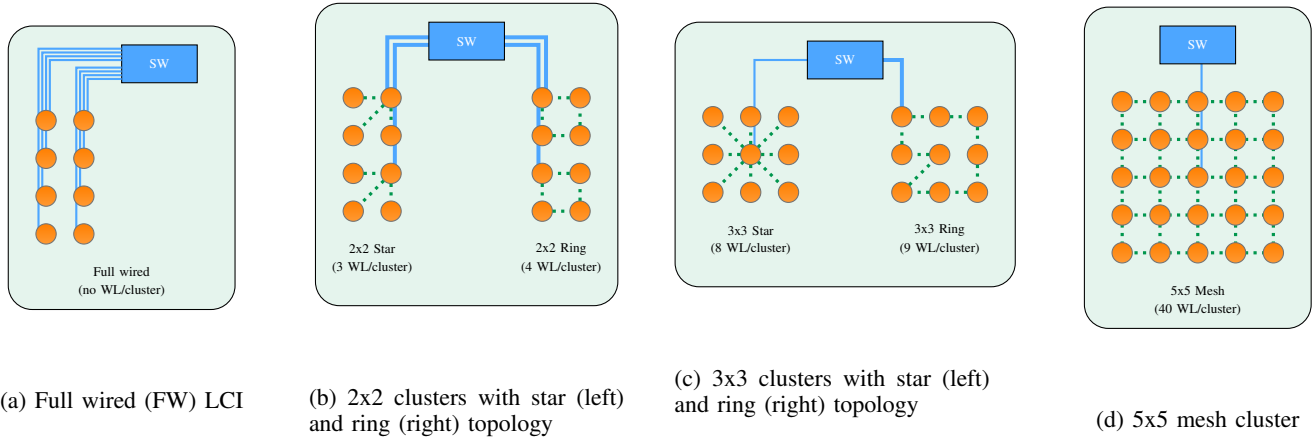 SW
Full wired
(no WL/cluster)
(a) Full wired (FW) LCI
SW
2x2 Star
(3 WL/cluster)
2x2 Ring
(4 WL/cluster)
(b) 2x2 clusters with star (left)
and ring (right) topology
SW
3x3 Star
(8 WL/cluster)
3x3 Ring
(9 WL/cluster)
(c) 3x3 clusters with star (left)
and ring (right) topology
SW
5x5 Mesh
(40 WL/cluster)
(d) 5x5 mesh cluster